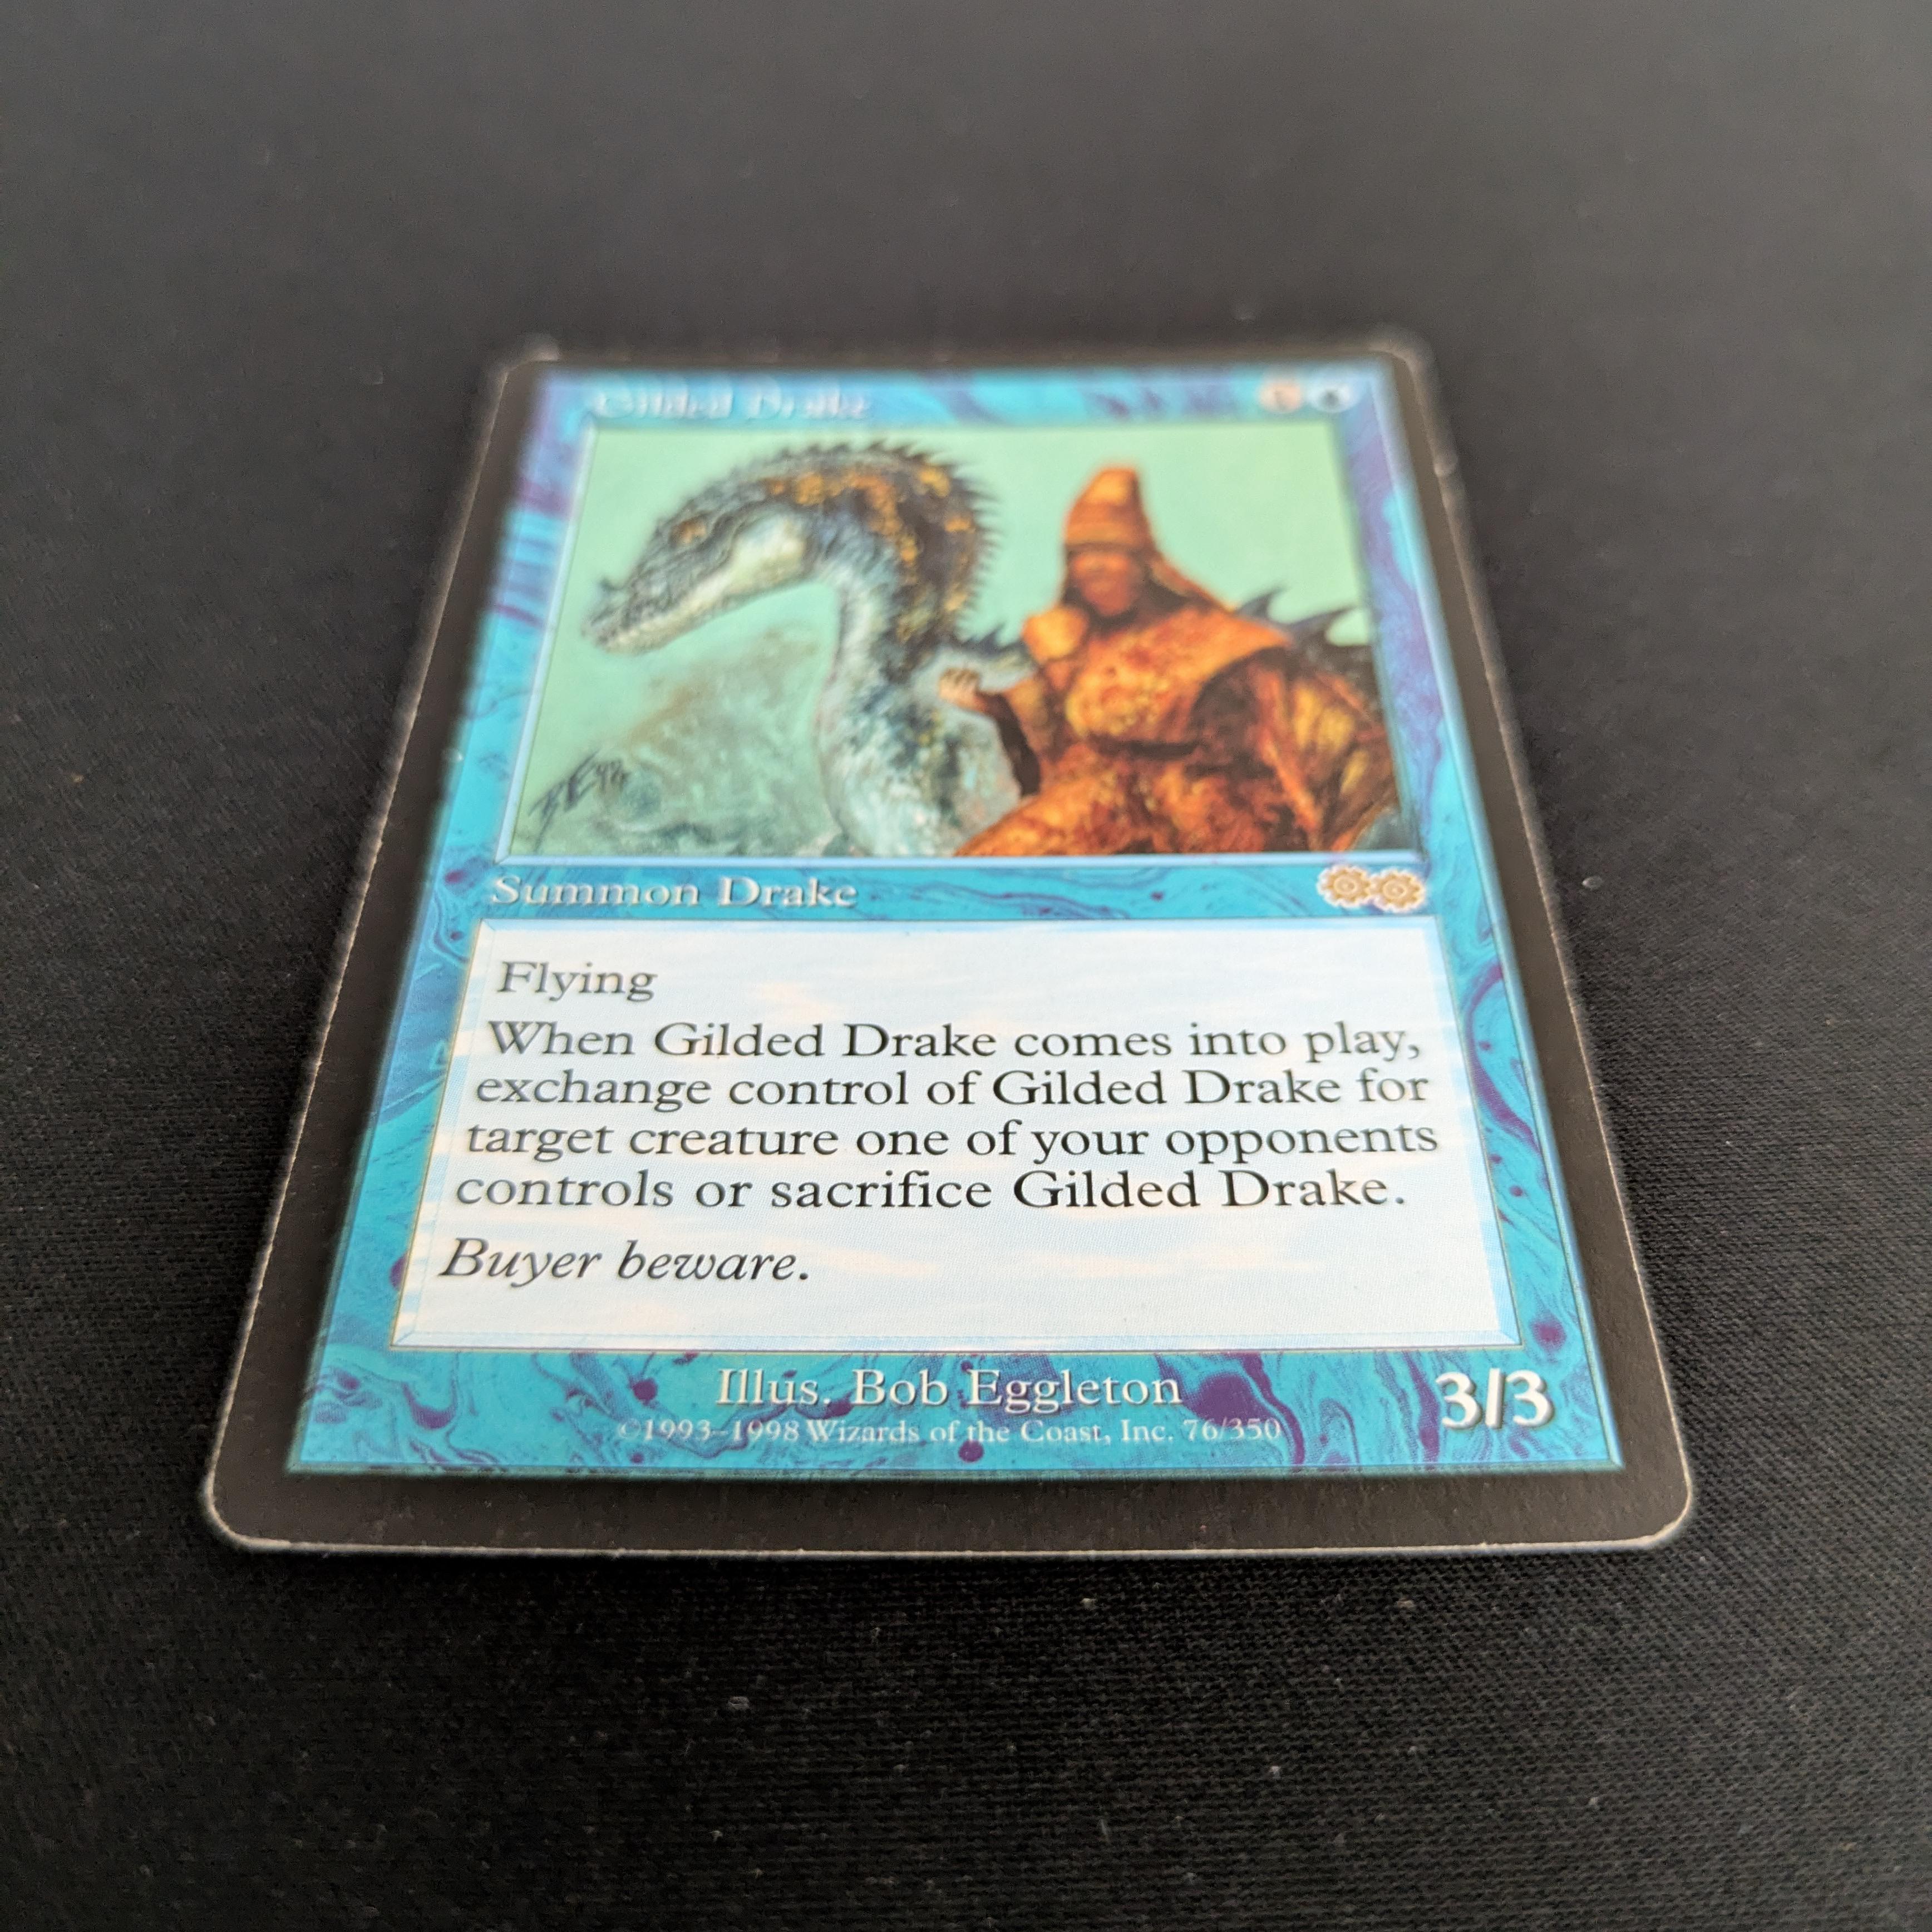 Gilded Drake
Summon Drake
Flying
When Gilded Drake comes into play,
exchange control of Gilded Drake for
target creature one of your opponents
controls or sacrifice Gilded Drake.
Buyer beware.
Illus. Bob Eggleton
3/3
©1993–1998 Wizards of the Coast, Inc. 76/350